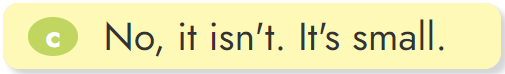 c No, it isn't. It's small.